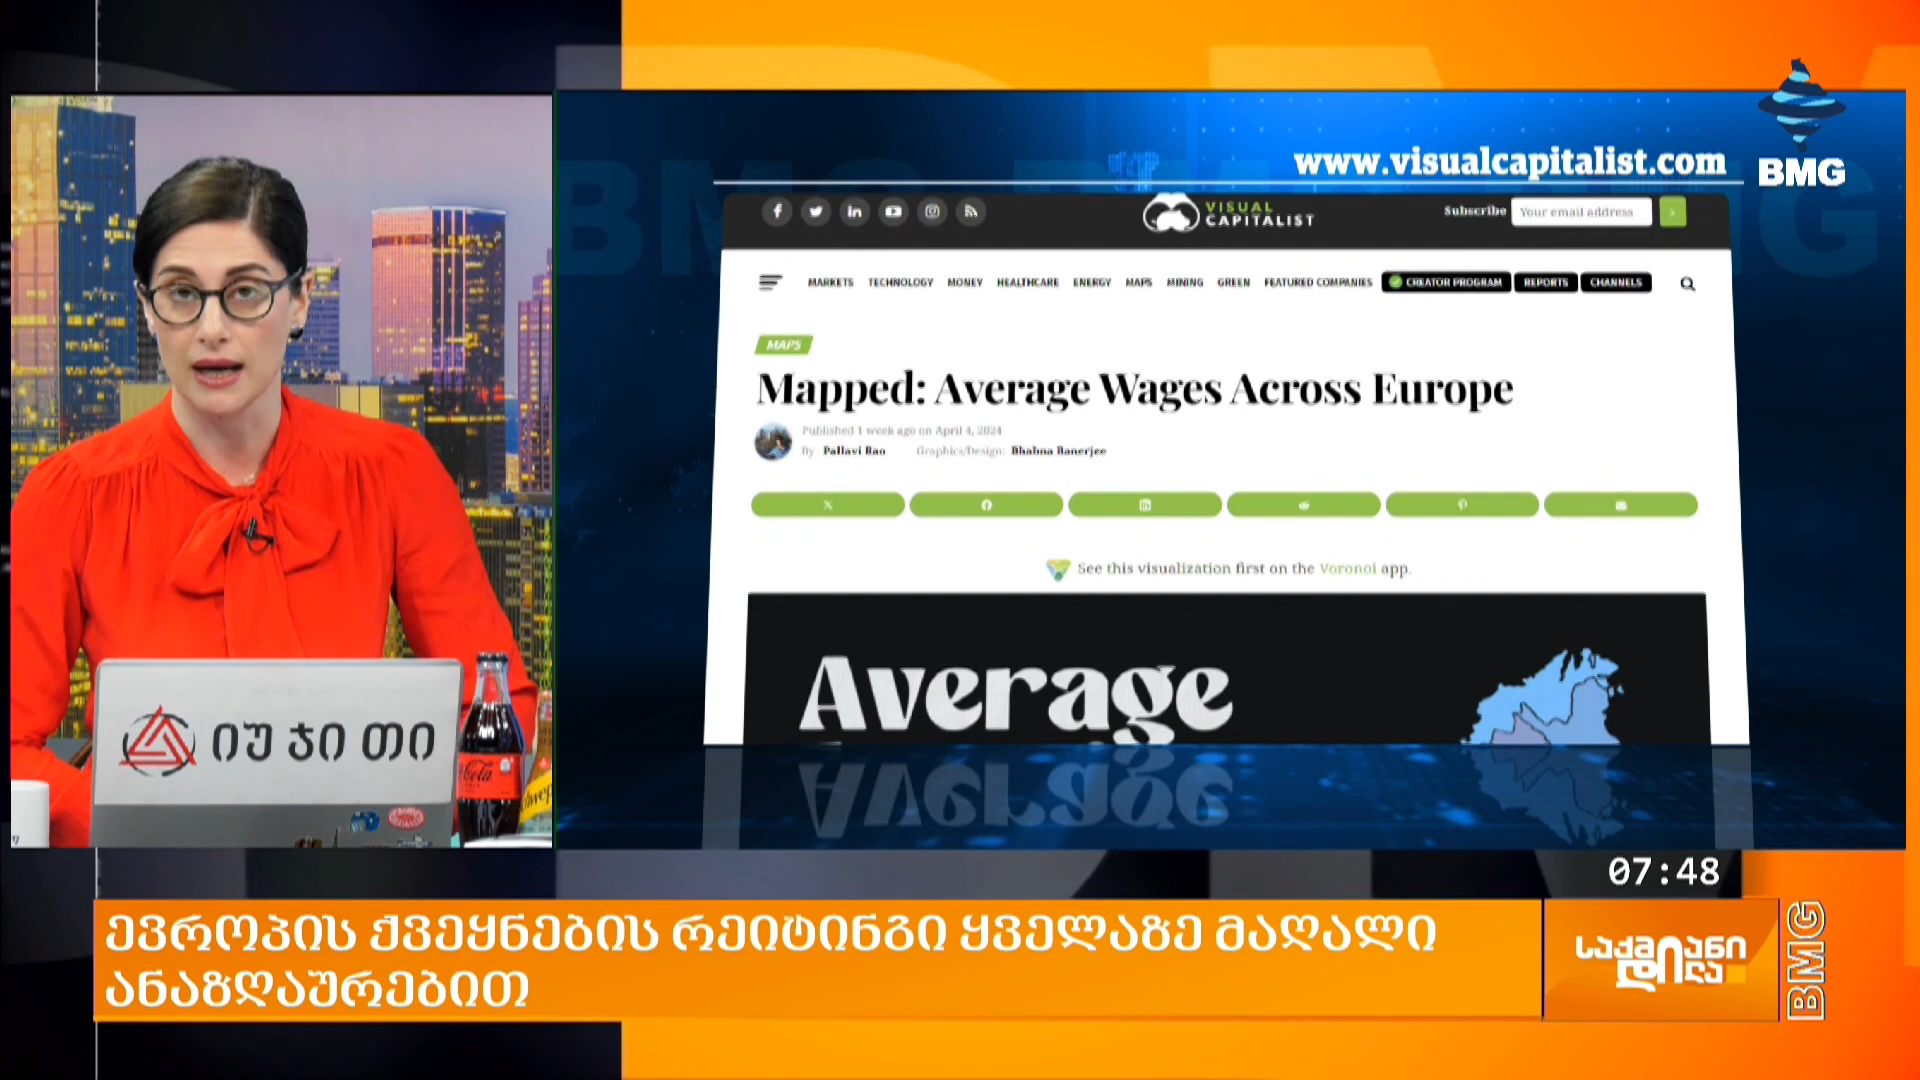 www.visualcapitalist.com
BMG
VISUAL
CAPITALIST
Subscribe
Your email address
MARKETS TECHNOLOGY MONEY HEALTHCARE ENERGY MAPS MINING GREEN FEATURED COMPANIES CREATOR PROGRAM REPORTS CHANNELS
MAPS
Mapped: Average Wages Across Europe
Published 1 week ago on April 4, 2024
By Pallavi Rao Graphics/Design: Bhabna Banerjee
See this visualization first on the Voronoi app.
Average
იუ ჯი თი
Cola
07:48
ევროპის ქვეყნების რეიტინგი ყველაზე მაღალი
ანაზღაურებით
საქმიანი
დილა
BMG